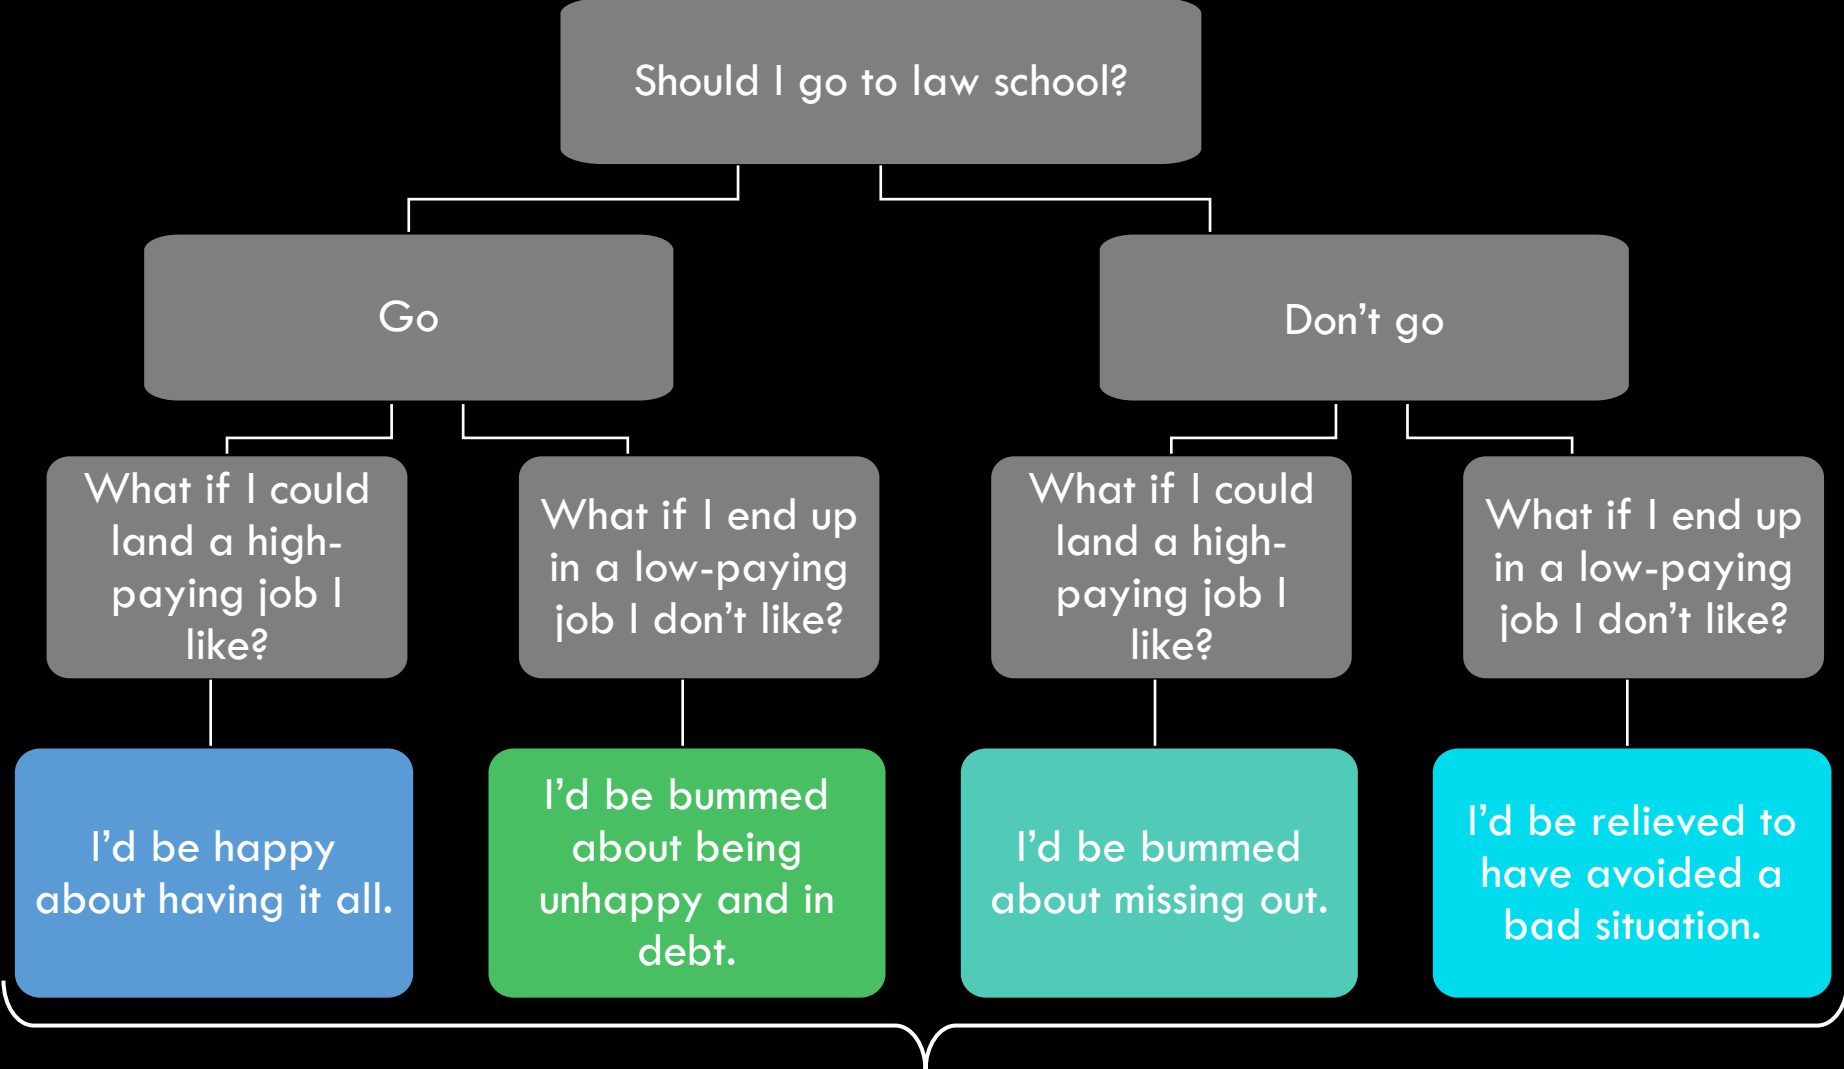 Should I go to law school?
Go
Don't go
What if I could
land a high-
paying job I
like?
What if I end up
in a low-paying
job I don't like?
What if I could
land a high-
paying job I
like?
What if I end up
in a low-paying
job I don't like?
I'd be happy
about having it all.
I'd be bummed
about being
unhappy and in
debt.
I'd be bummed
about missing out.
I'd be relieved to
have avoided a
bad situation.